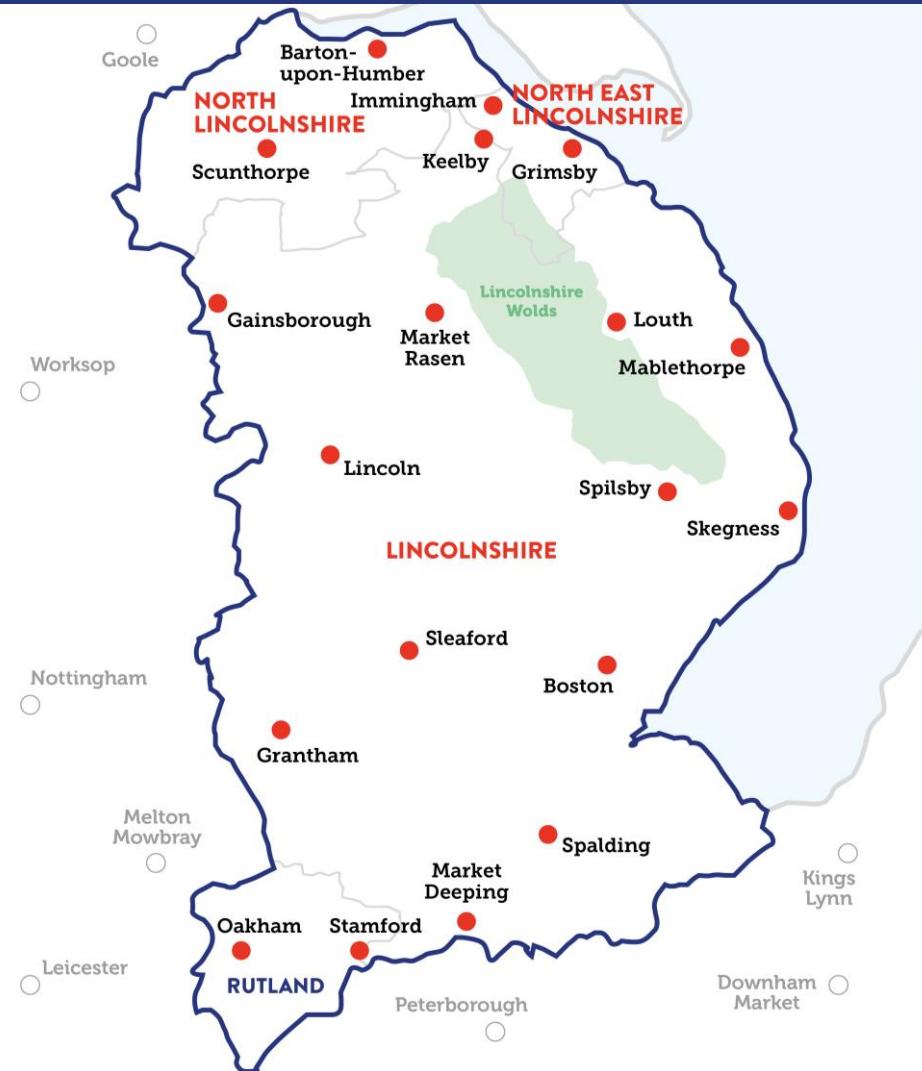 Goole
Barton-
upon-Humber
Immingham
NORTH EAST
LINCOLNSHIRE
NORTH
LINCOLNSHIRE
Keelby
Grimsby
Scunthorpe
Lincolnshire
Wolds
Gainsborough
Louth
Market
Rasen
Mablethorpe
Worksop
Lincoln
Spilsby
Skegness
LINCOLNSHIRE
Sleaford
Boston
Nottingham
Grantham
Melton
Mowbray
Spalding
Market
Deeping
Kings
Lynn
Oakham
Stamford
Leicester
RUTLAND
Downham
Market
Peterborough